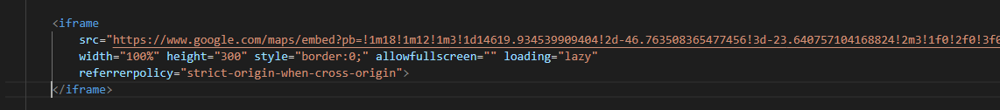 <iframe
src="https://www.google.com/maps/embed?pb=!1m18!1m12!1m3!1d14619.934539909404!2d-46.763508365477456!3d-23.640757104168824!2m3!1f0!2f0!3f0
width="100%" height="300" style="border:0;" allowfullscreen="" loading="lazy"
referrerpolicy="strict-origin-when-cross-origin">
</iframe>